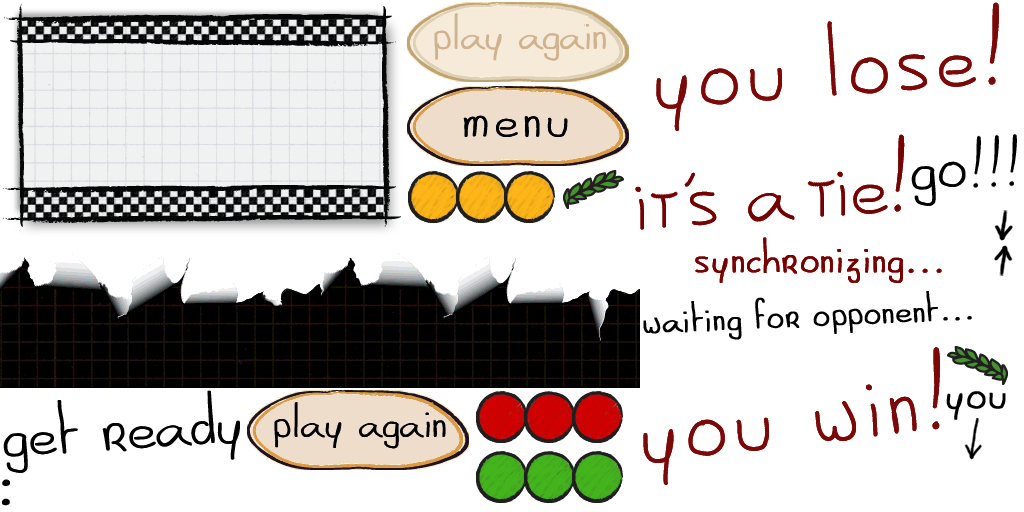 play again
you lose!
menu
it's a tie!
go!!!
synchronizing...
waiting for opponent...
get ready
play again
you win!
you
: